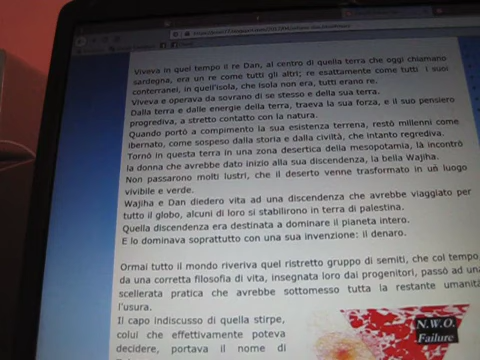 Viveva in quel tempo il re Dan, al centro di quella terra che oggi chiamano
sardegna, era un re come tutti gli altri; re esattamente come tutti i suoi
conterranei, in quell'isola, che Isola non era, tutti erano re.
Viveva e operava da sovrano di se stesso e della sua terra.
Dalla terra e dalle energie della terra, traeva la sua forza, e il suo pensiero
progrediva, a stretto contatto con la natura.
Quando portò a compimento la sua esistenza terrena, restò millenni come
ibernato, come sospeso dalla storia e dalla civiltà, che intanto regrediva.
Tornò in questa terra in una zona desertica della mesopotamia, là incontrò
la donna che avrebbe dato inizio alla sua discendenza, la bella Wajiha.
Non passarono molti lustri, che il deserto venne trasformato in un luogo
vivibile e verde.
Wajiha e Dan diedero vita ad una discendenza che avrebbe viaggiato per
tutto il globo, alcuni di loro si stabilirono in terra di palestina.
Quella discendenza era destinata a dominare il pianeta intero.
E lo dominava soprattutto con una sua invenzione: il denaro.
Ormai tutto il mondo riveriva quel ristretto gruppo di semiti, che col tempo,
da una corretta filosofia di vita, insegnata loro dai progenitori, passò ad una
scellerata pratica che avrebbe sottomesso tutta la restante umanità
l'usura.
Il capo indiscusso di quella stirpe,
colui che effettivamente poteva
decidere, portava il nome di
N.W.O.
Failure